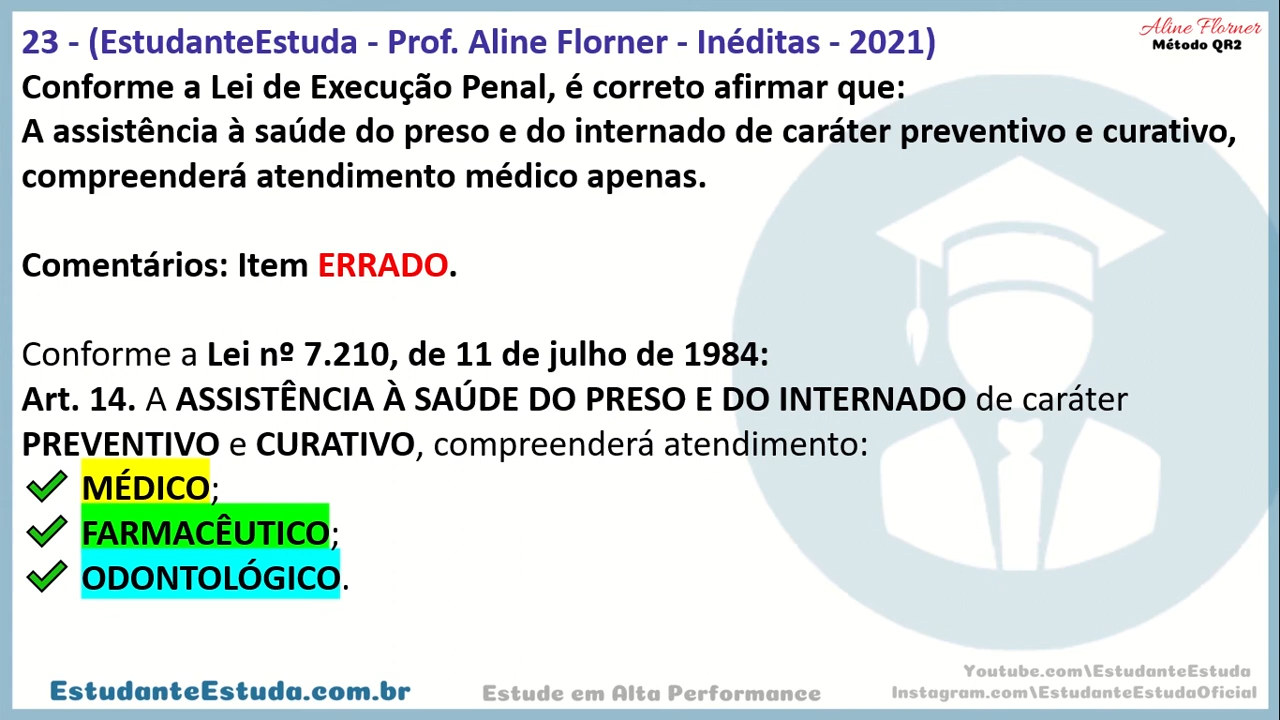 23 - (EstudanteEstuda - Prof. Aline Florner - Inéditas - 2021)
Aline Florner
Método QR2
Conforme a Lei de Execução Penal, é correto afirmar que:
A assistência à saúde do preso e do internado de caráter preventivo e curativo,
compreenderá atendimento médico apenas.
Comentários: Item ERRADO.
Conforme a Lei nº 7.210, de 11 de julho de 1984:
Art. 14. A ASSISTÊNCIA À SAÚDE DO PRESO E DO INTERNADO de caráter
PREVENTIVO e CURATIVO, compreenderá atendimento:
MÉDICO;
FARMACÊUTICO;
ODONTOLÓGICO.
EstudanteEstuda.com.br
Estude em Alta Performance
Youtube.com\EstudanteEstuda
Instagram.com\EstudanteEstudaOficial